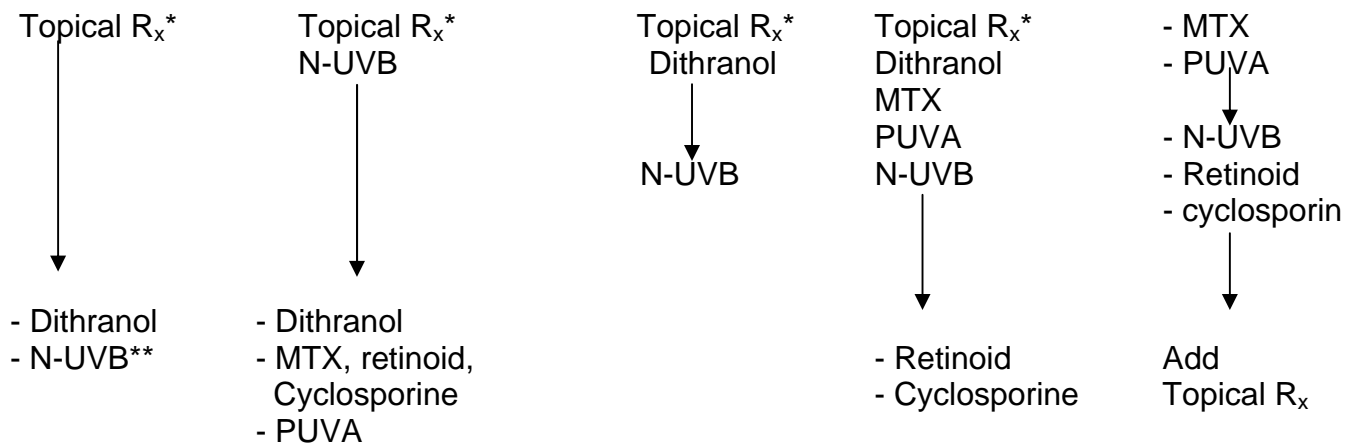 Topical Rx*
- Dithranol
- N-UVB**
Topical Rx*
N-UVB
- Dithranol
- MTX, retinoid,
Cyclosporine
- PUVA
Topical Rx*
Dithranol
N-UVB
Topical Rx*
Dithranol
MTX
PUVA
N-UVB
- Retinoid
- Cyclosporine
- MTX
- PUVA
- N-UVB
- Retinoid
- cyclosporin
Add
Topical Rx